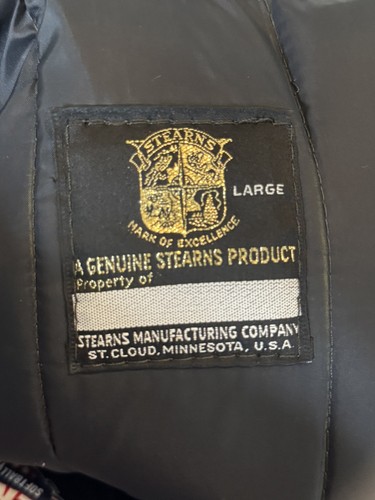 STEARNS
LARGE
MARK OF EXCELLENCE
A GENUINE STEARNS PRODUCT
Property of
STEARNS MANUFACTURING COMPANY
ST. CLOUD, MINNESOTA, U.S.A